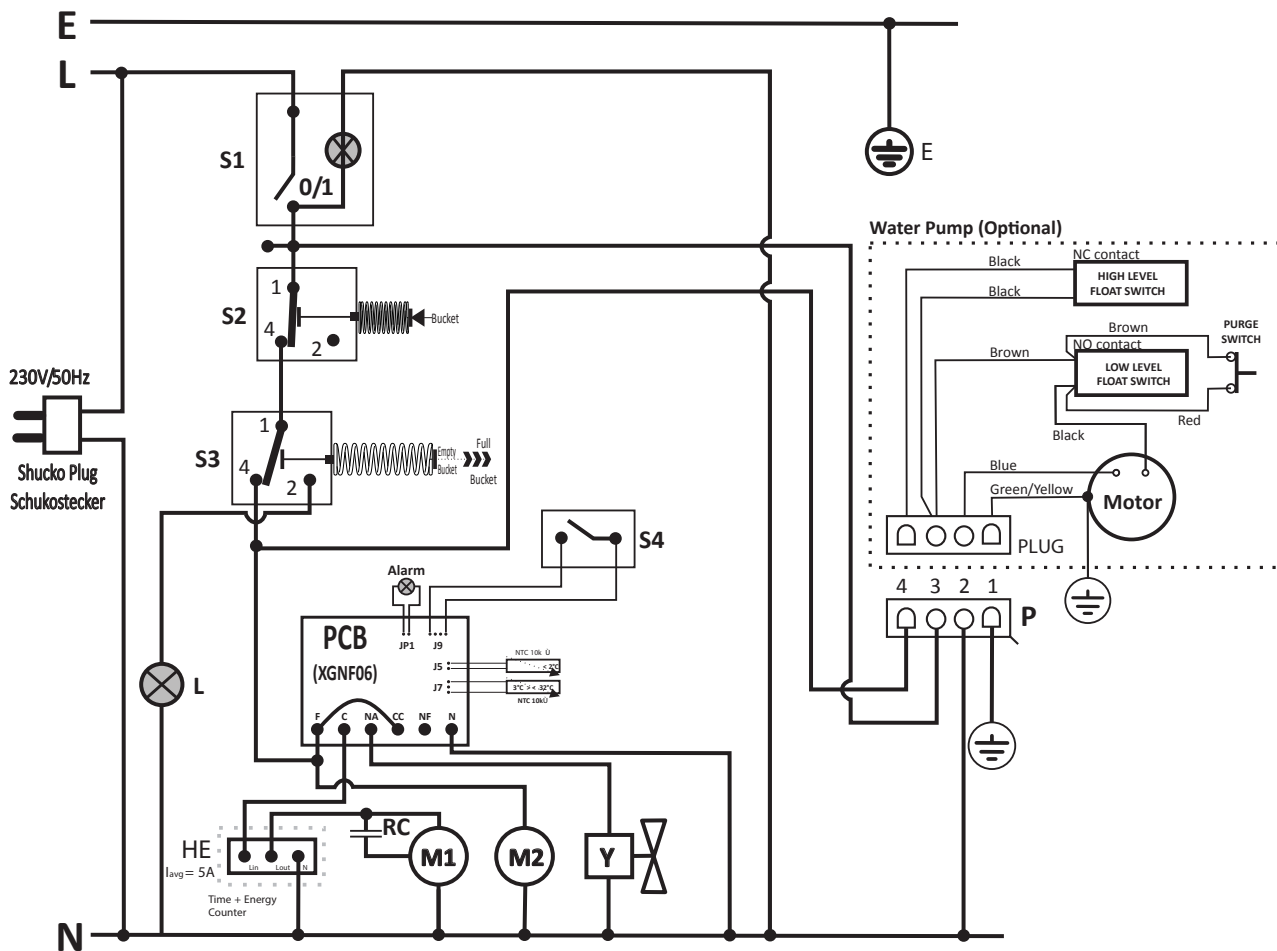 E
L
E
S1
0/1
Water Pump (Optional)
Black
NC contact
HIGH LEVEL
FLOAT SWITCH
Black
1
S2
4
2
Bucket
Brown
PURGE
SWITCH
Brown
NO contact
LOW LEVEL
FLOAT SWITCH
Red
Black
230V/50Hz
Shucko Plug
Schukostecker
1
S3
4
2
Empty
Bucket
Full
Bucket
Blue
Green/Yellow
Motor
PLUG
S4
Alarm
4 3 2 1
P
PCB
(XGNF06)
JP1
J9
J5
NTC 10k Ù
< 2°C
J7
3°C > < 32°C
NTC 10kÙ
L
F C NA CC NF N
RC
HE
Iavg = 5A
Lin Lout N
Time + Energy
Counter
M1
M2
Y
N